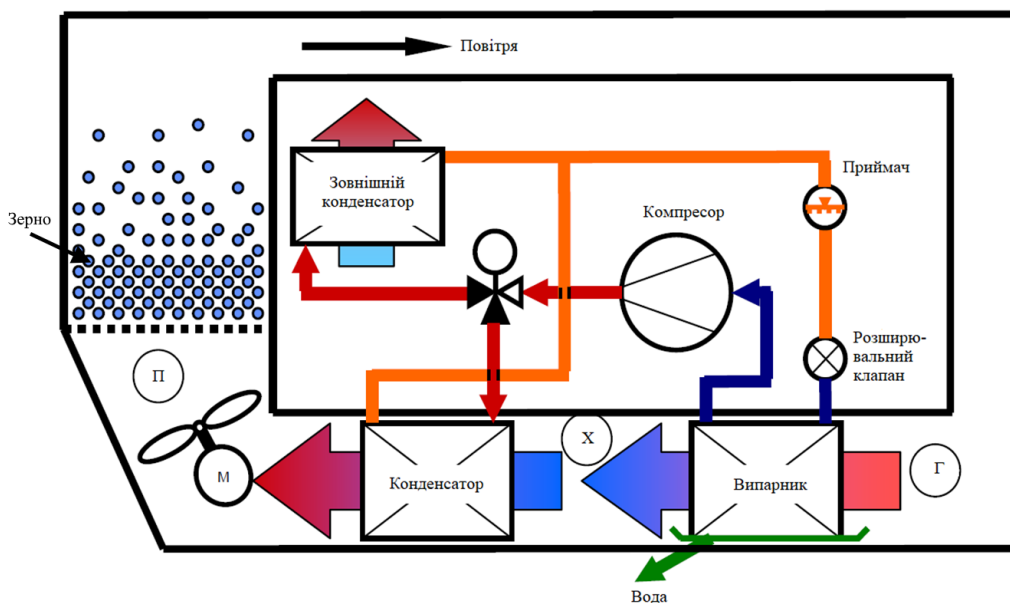 Повітря
Зовнішній
конденсатор
Приймач
Компресор
Зерно
Розширю-
вальний
клапан
П
Х
М
Конденсатор
Випарник
Г
Вода